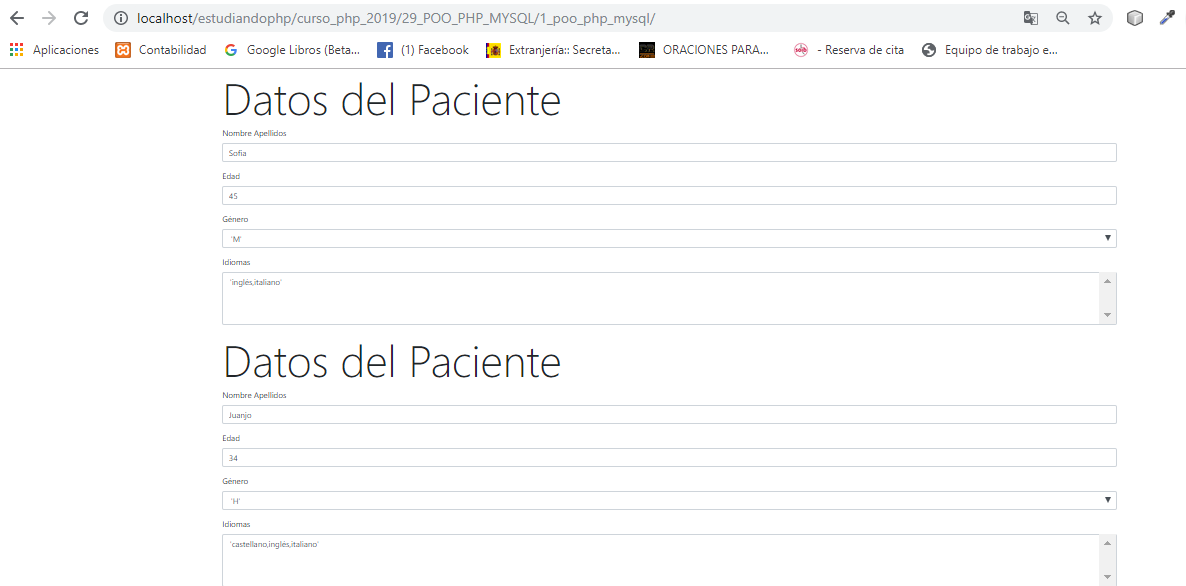 localhost/estudiandophp/curso_php_2019/29_POO_PHP_MYSQL/1_poo_php_mysql/
Aplicaciones Contabilidad Google Libros (Beta... (1) Facebook Extranjería:: Secreta... ORACIONES PARA... - Reserva de cita Equipo de trabajo e...
Datos del Paciente
Nombre Apellidos
Sofia
Edad
45
Género
'M'
Idiomas
'inglés,italiano'
Datos del Paciente
Nombre Apellidos
Juanjo
Edad
34
Género
'H'
Idiomas
'castellano,inglés,italiano'